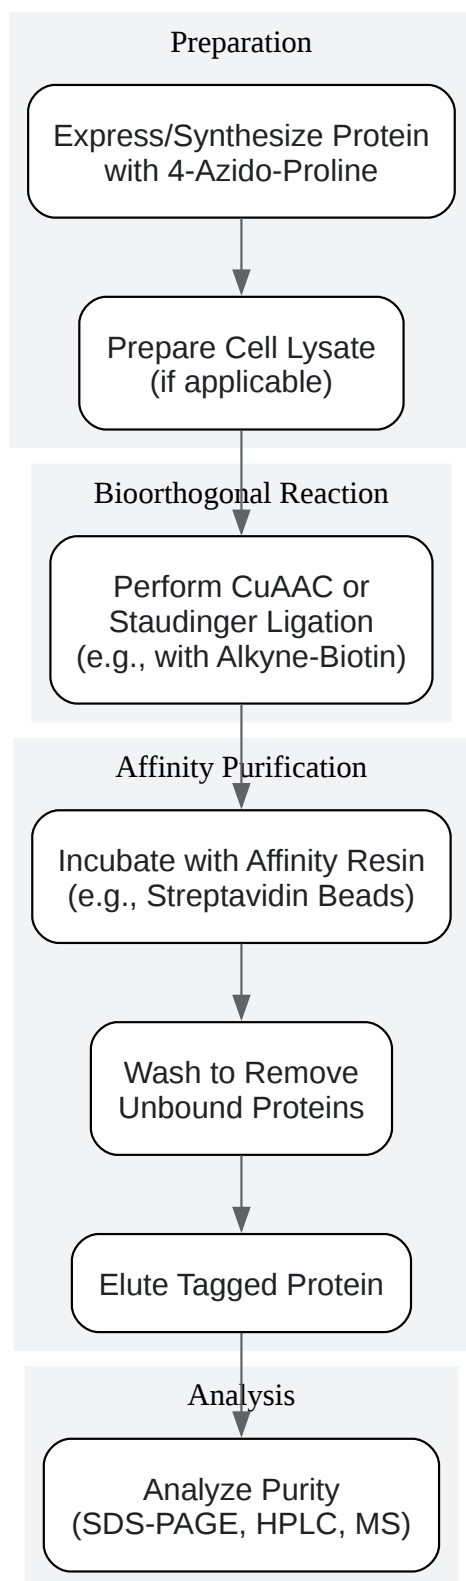 Preparation
Express/Synthesize Protein
with 4-Azido-Proline
Prepare Cell Lysate
(if applicable)
Bioorthogonal Reaction
Perform CuAAC or
Staudinger Ligation
(e.g., with Alkyne-Biotin)
Affinity Purification
Incubate with Affinity Resin
(e.g., Streptavidin Beads)
Wash to Remove
Unbound Proteins
Elute Tagged Protein
Analysis
Analyze Purity
(SDS-PAGE, HPLC, MS)